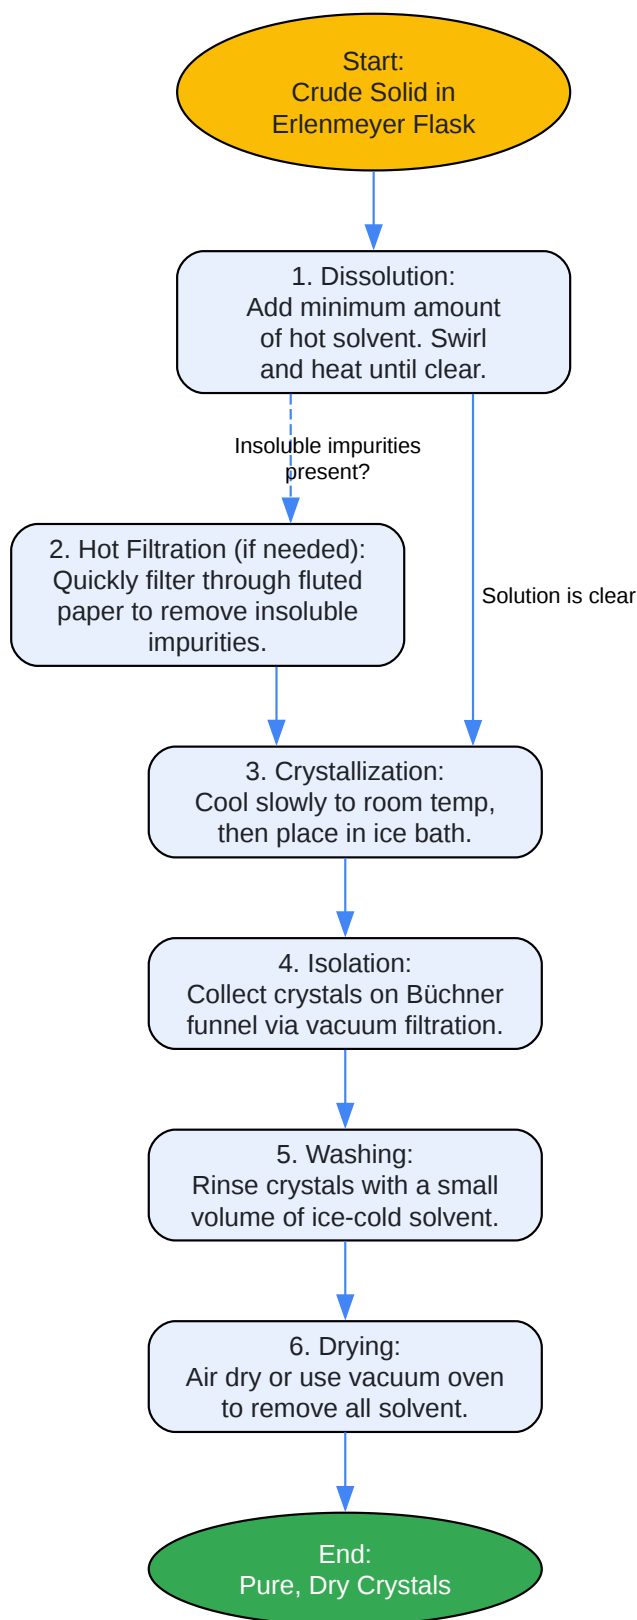 Start:
Crude Solid in
Erlenmeyer Flask
1. Dissolution:
Add minimum amount
of hot solvent. Swirl
and heat until clear.
Insoluble impurities
present?
2. Hot Filtration (if needed):
Quickly filter through fluted
paper to remove insoluble
impurities.
Solution is clear
3. Crystallization:
Cool slowly to room temp,
then place in ice bath.
4. Isolation:
Collect crystals on Büchner
funnel via vacuum filtration.
5. Washing:
Rinse crystals with a small
volume of ice-cold solvent.
6. Drying:
Air dry or use vacuum oven
to remove all solvent.
End:
Pure, Dry Crystals